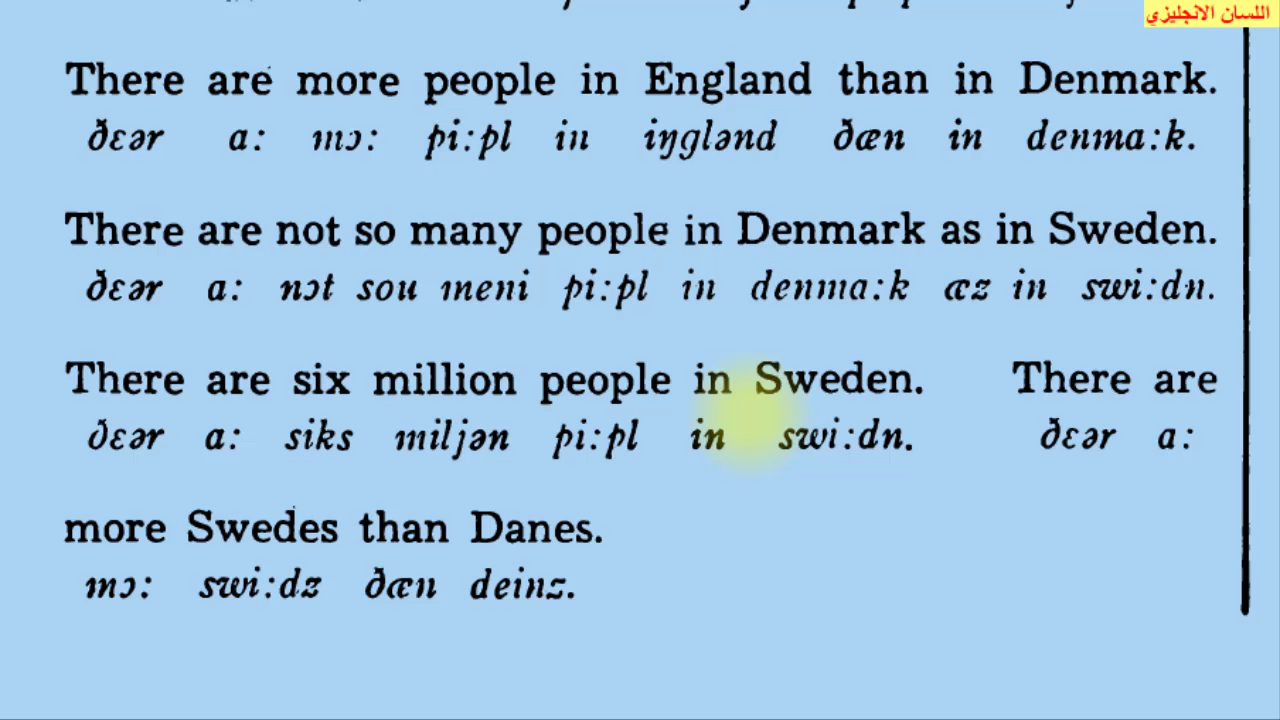 اللسان الانجليزي
There are more people in England than in Denmark.
ðɛər a: mɔ: pi:pl in iŋglənd ðæn in denma:k.
There are not so many people in Denmark as in Sweden.
ðɛər a: nɔt sou meni pi:pl in denma:k æz in swi:dn.
There are six million people in Sweden. There are
ðɛər a: siks miljən pi:pl in swi:dn. ðɛər a:
more Swedes than Danes.
mɔ: swi:dz ðæn deinz.